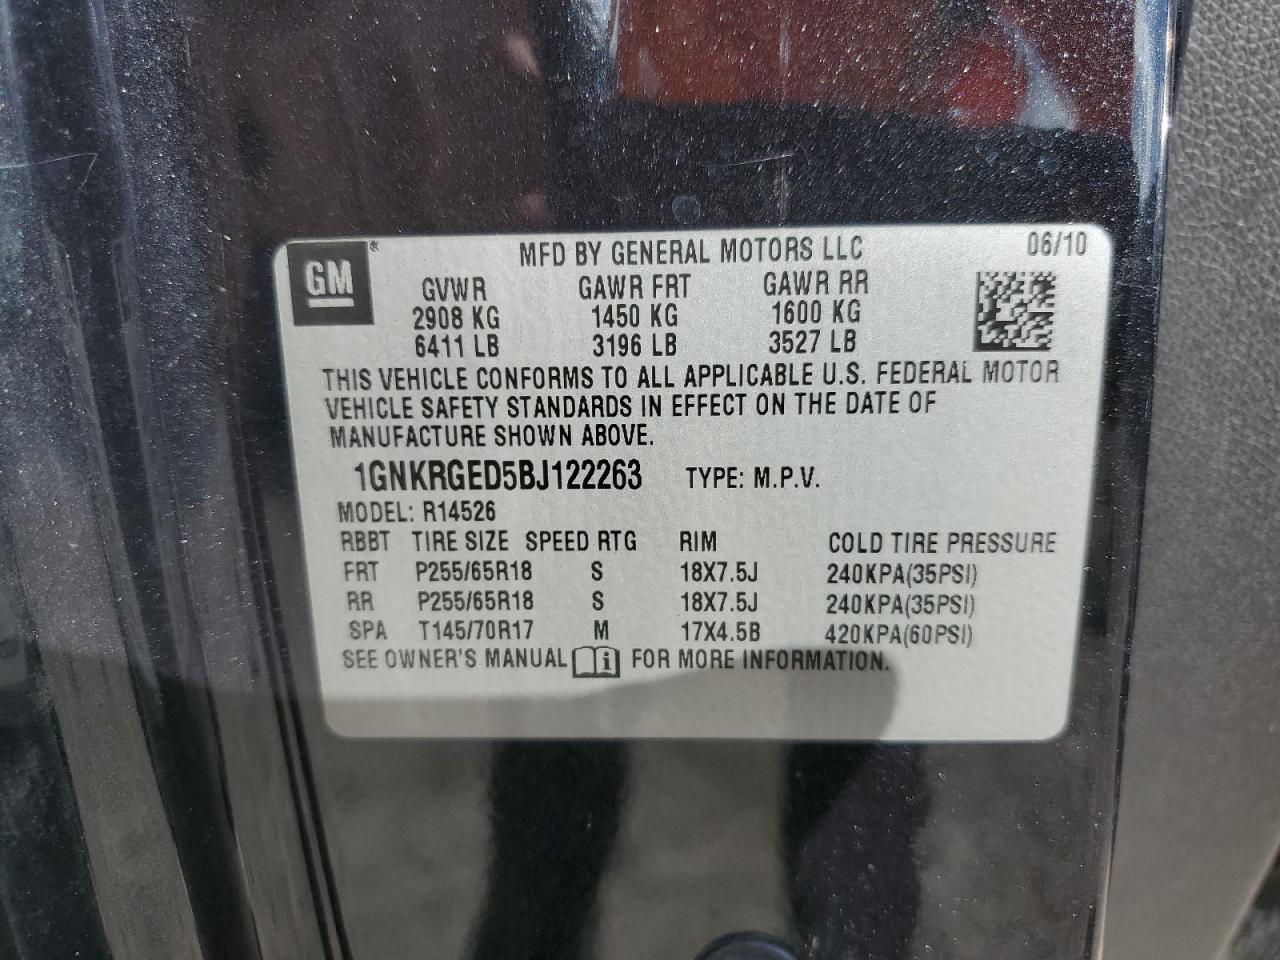 GM ® MFD BY GENERAL MOTORS LLC 06/10
GVWR GAWR FRT GAWR RR
2908 KG 1450 KG 1600 KG
6411 LB 3196 LB 3527 LB
THIS VEHICLE CONFORMS TO ALL APPLICABLE U.S. FEDERAL MOTOR
VEHICLE SAFETY STANDARDS IN EFFECT ON THE DATE OF
MANUFACTURE SHOWN ABOVE.
1GNKRGED5BJ122263 TYPE: M.P.V.
MODEL: R14526
RBBT TIRE SIZE SPEED RTG RIM COLD TIRE PRESSURE
FRT P255/65R18 S 18X7.5J 240KPA(35PSI)
RR P255/65R18 S 18X7.5J 240KPA(35PSI)
SPA T145/70R17 M 17X4.5B 420KPA(60PSI)
SEE OWNER'S MANUAL i FOR MORE INFORMATION.